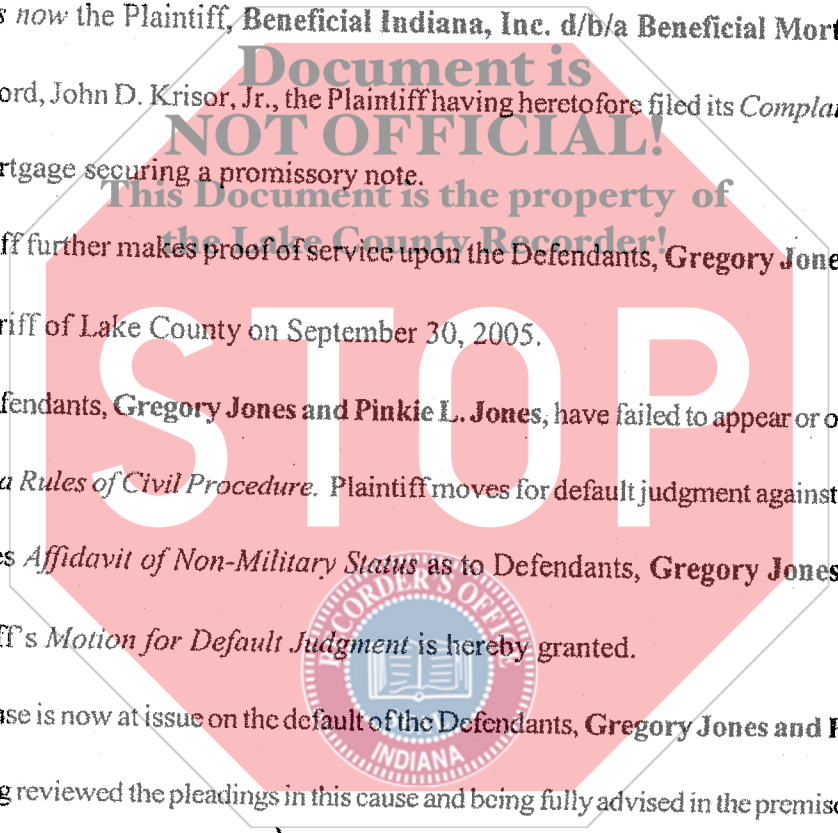 s now the Plaintiff, Beneficial Indiana, Inc. d/b/a Beneficial Mort
Document is
ord, John D. Krisor, Jr., the Plaintiff having heretofore filed its Complai
NOT OFFICIAL!
rtgage securing a promissory note.
This Document is the property of
the Lake County Recorder!
ff further makes proof of service upon the Defendants, Gregory Jone
riff of Lake County on September 30, 2005.
STOP
fendants, Gregory Jones and Pinkie L. Jones, have failed to appear or o
a Rules of Civil Procedure. Plaintiff moves for default judgment against
es Affidavit of Non-Military Status as to Defendants, Gregory Jones
RECORDER'S OFFICE
ff's Motion for Default Judgment is hereby granted.
ase is now at issue on the default of the Defendants, Gregory Jones and P
INDIANA
g reviewed the pleadings in this cause and being fully advised in the premise